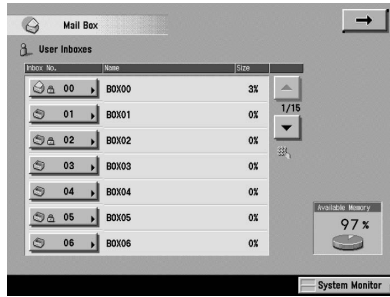 Mail Box
User Inboxes
Inbox No. Name Size
00 BOX00 3%
1/15
01 BOX01 0%
02 BOX02 0%
03 BOX03 0%
04 BOX04 0%
05 BOX05 0%
06 BOX06 0%
Available Memory
97 %
System Monitor